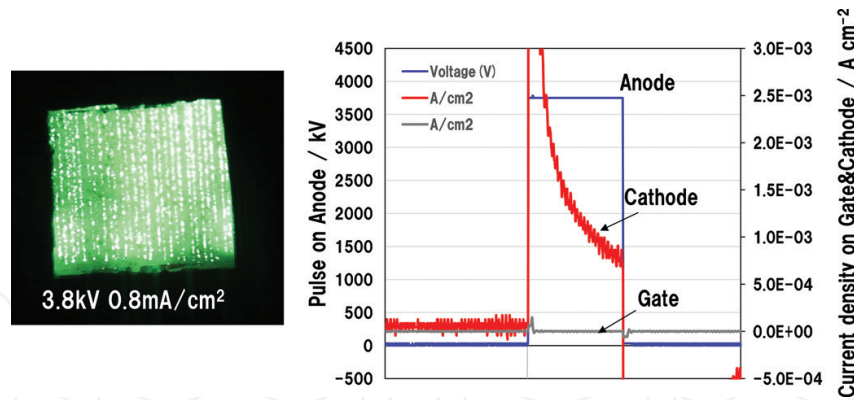 3.8kV 0.8mA/cm²
Pulse on Anode / kV
4500
4000
3500
3000
2500
2000
1500
1000
500
0
-500
Voltage (V)
A/cm2
A/cm2
Anode
Cathode
Gate
3.0E-03
2.5E-03
2.0E-03
1.5E-03
1.0E-03
5.0E-04
0.0E+00
-5.0E-04
Current density on Gate&Cathode / A cm⁻²